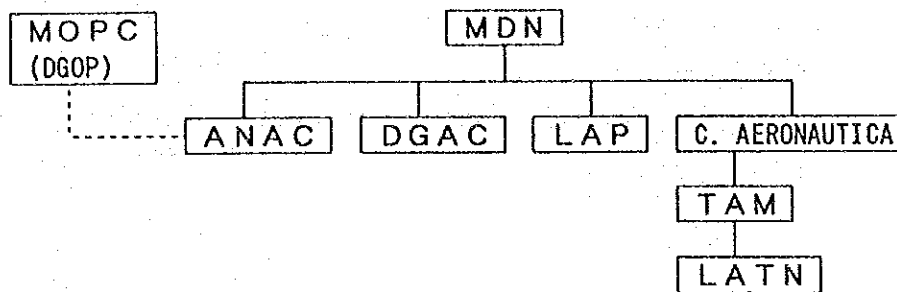 MOPC
(DGOP)
MDN
ANAC
DGAC
LAP
C. AERONAUTICA
TAM
LATN